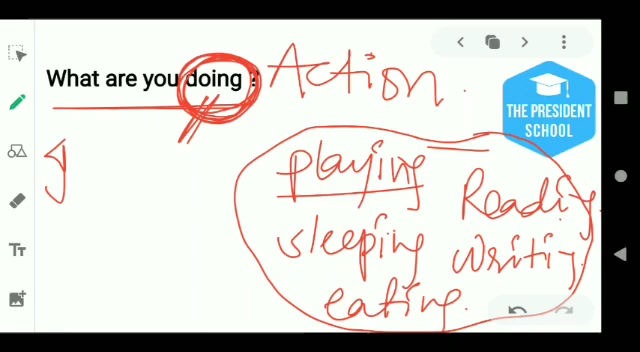 What are you doing ? Action.
THE PRESIDENT
SCHOOL
playing Reading.
sleeping writing.
eating.